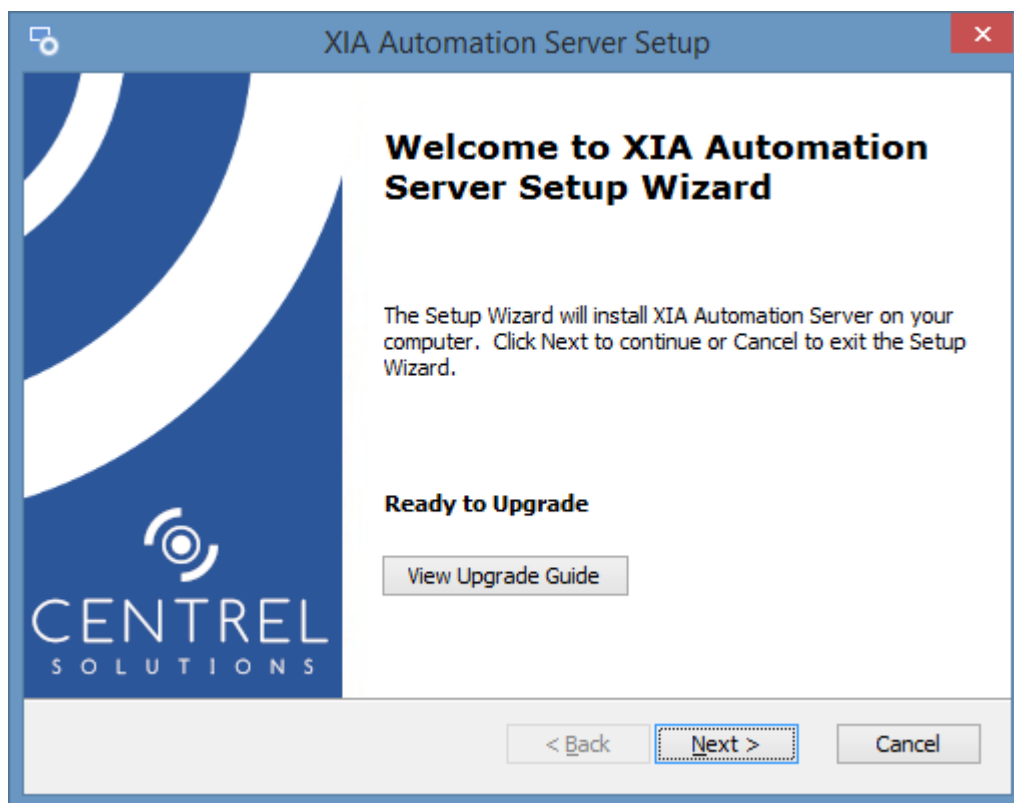 XIA Automation Server Setup
Welcome to XIA Automation
Server Setup Wizard
The Setup Wizard will install XIA Automation Server on your
computer. Click Next to continue or Cancel to exit the Setup
Wizard.
Ready to Upgrade
View Upgrade Guide
CENTREL
SOLUTIONS
< Back
Next >
Cancel